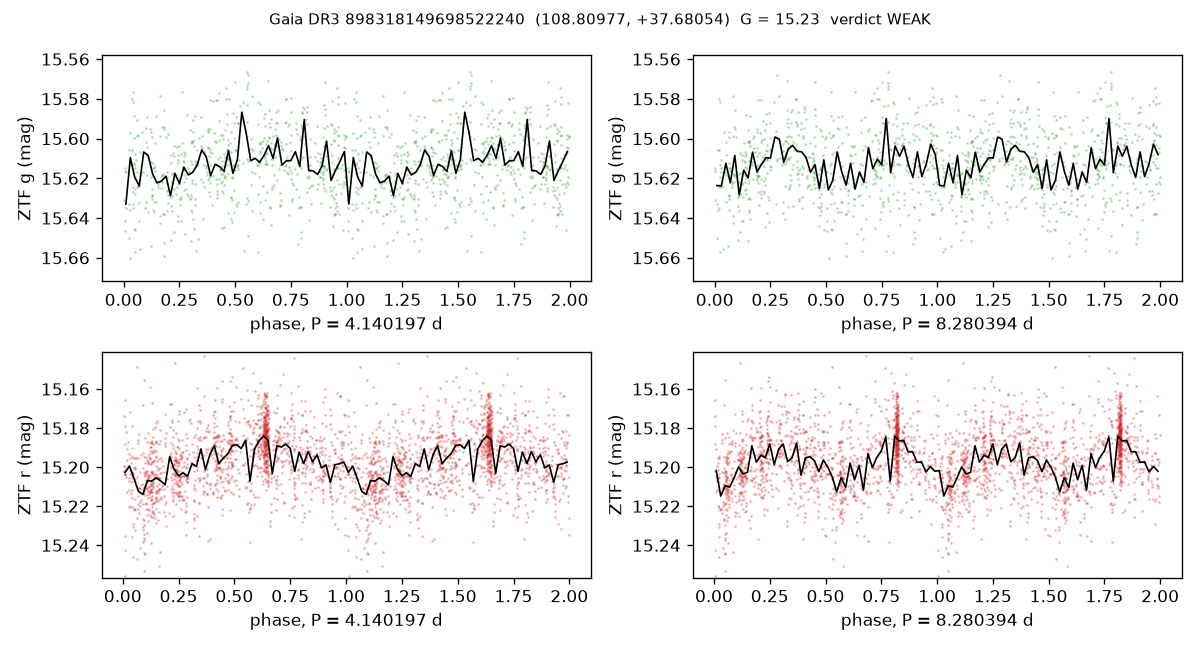 Gaia DR3 898318149698522240  (108.80977, +37.68054)  G = 15.23  verdict WEAK
15.56
15.58
15.60
15.62
15.64
15.66
ZTF g (mag)
0.00 0.25 0.50 0.75 1.00 1.25 1.50 1.75 2.00
phase, P = 4.140197 d
15.56
15.58
15.60
15.62
15.64
15.66
ZTF g (mag)
0.00 0.25 0.50 0.75 1.00 1.25 1.50 1.75 2.00
phase, P = 8.280394 d
15.16
15.18
15.20
15.22
15.24
ZTF r (mag)
0.00 0.25 0.50 0.75 1.00 1.25 1.50 1.75 2.00
phase, P = 4.140197 d
15.16
15.18
15.20
15.22
15.24
ZTF r (mag)
0.00 0.25 0.50 0.75 1.00 1.25 1.50 1.75 2.00
phase, P = 8.280394 d